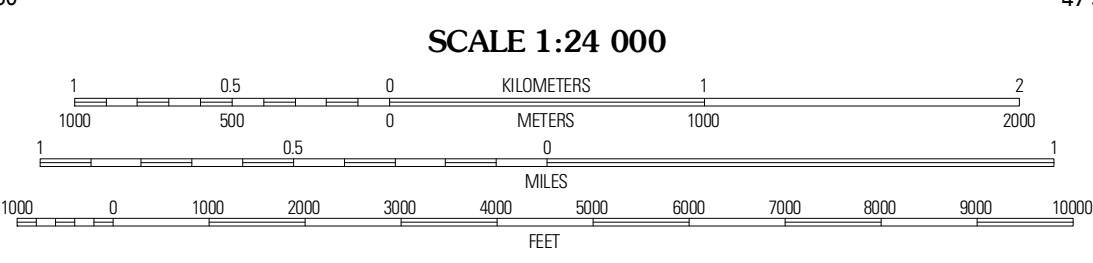 SCALE 1:24 000
1 0.5 0 KILOMETERS 1 2
1000 500 0 METERS 1000 2000
1 0.5 0 1
MILES
1000 0 1000 2000 3000 4000 5000 6000 7000 8000 9000 10000
FEET